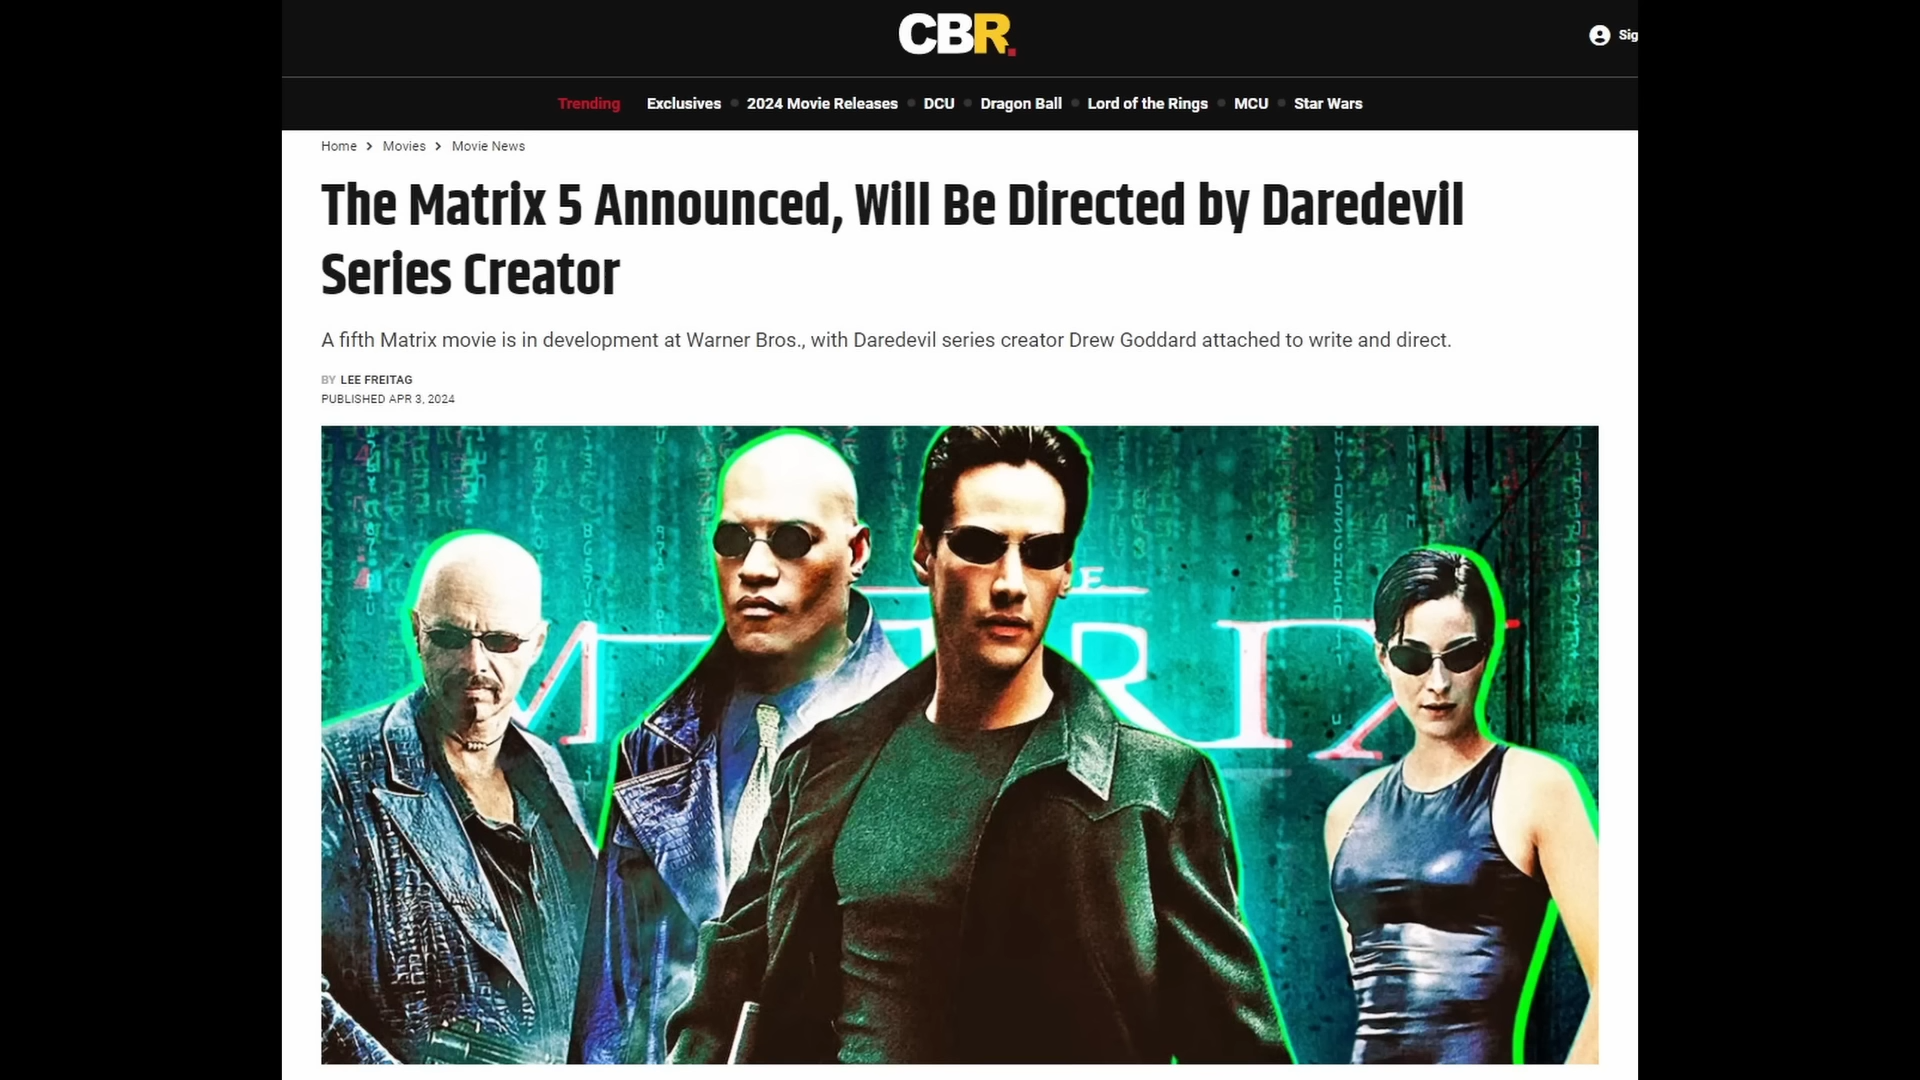 CBR.
Sig
Trending Exclusives 2024 Movie Releases DCU Dragon Ball Lord of the Rings MCU Star Wars
Home > Movies > Movie News
The Matrix 5 Announced, Will Be Directed by Daredevil
Series Creator
A fifth Matrix movie is in development at Warner Bros., with Daredevil series creator Drew Goddard attached to write and direct.
BY LEE FREITAG
PUBLISHED APR 3, 2024